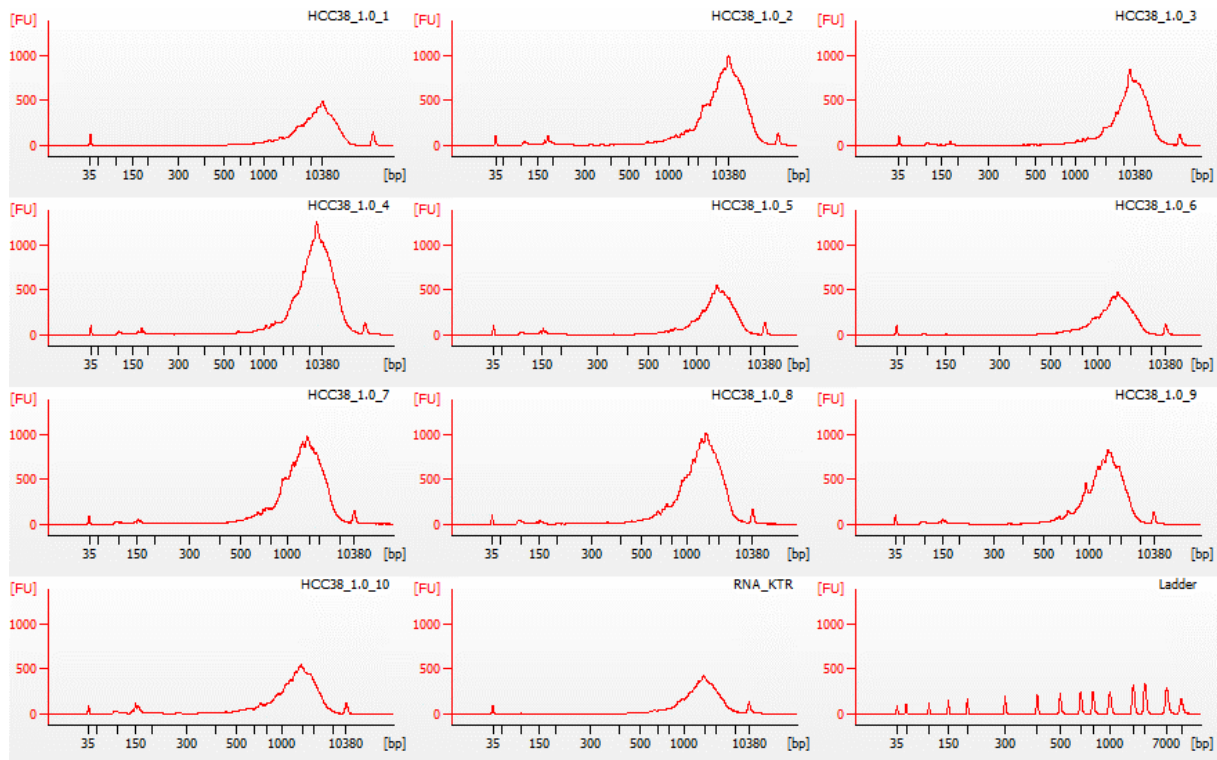 [FU] HCC38_1.0_1
1000
500
0
35 150 300 500 1000 10380 [bp]
[FU] HCC38_1.0_2
1000
500
0
35 150 300 500 1000 10380 [bp]
[FU] HCC38_1.0_3
1000
500
0
35 150 300 500 1000 10380 [bp]
[FU] HCC38_1.0_4
1000
500
0
35 150 300 500 1000 10380 [bp]
[FU] HCC38_1.0_5
1000
500
0
35 150 300 500 1000 10380 [bp]
[FU] HCC38_1.0_6
1000
500
0
35 150 300 500 1000 10380 [bp]
[FU] HCC38_1.0_7
1000
500
0
35 150 300 500 1000 10380 [bp]
[FU] HCC38_1.0_8
1000
500
0
35 150 300 500 1000 10380 [bp]
[FU] HCC38_1.0_9
1000
500
0
35 150 300 500 1000 10380 [bp]
[FU] HCC38_1.0_10
1000
500
0
35 150 300 500 1000 10380 [bp]
[FU] RNA_KTR
1000
500
0
35 150 300 500 1000 10380 [bp]
[FU] Ladder
1000
500
0
35 150 300 500 1000 7000 [bp]